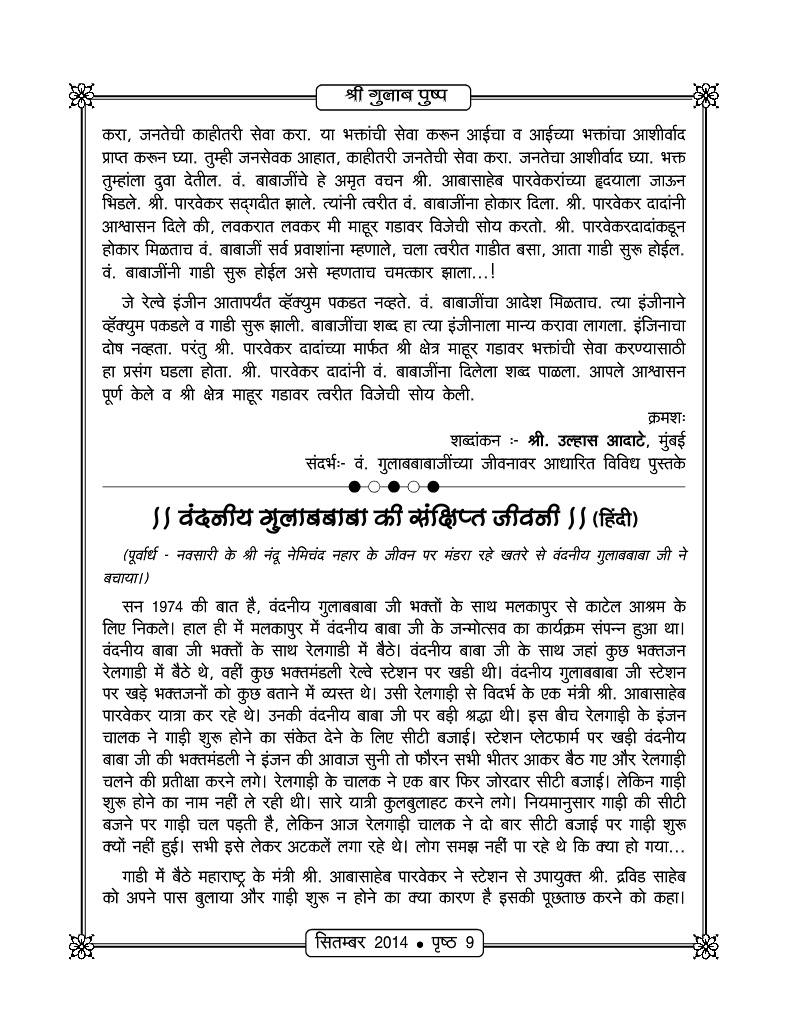 श्री गुलाब पुष्प
करा, जनतेची काहीतरी सेवा करा. या भक्तांची सेवा करून आईचा व आईच्या भक्तांचा आशीर्वाद
प्राप्त करून घ्या. तुम्ही जनसेवक आहात, काहीतरी जनतेची सेवा करा. जनतेचा आशीर्वाद घ्या. भक्त
तुम्हांला दुवा देतील. वं. बाबाजींचे हे अमृत वचन श्री. आबासाहेब पारवेकरांच्या हृदयाला जाऊन
भिडले. श्री. पारवेकर सद्‌गदीत झाले. त्यांनी त्वरीत वं. बाबाजींना होकार दिला. श्री. पारवेकर दादांनी
आश्वासन दिले की, लवकरात लवकर मी माहूर गडावर विजेची सोय करतो. श्री. पारवेकरदादांकडून
होकार मिळताच वं. बाबाजीं सर्व प्रवाशांना म्हणाले, चला त्वरीत गाडीत बसा, आता गाडी सुरू होईल.
वं. बाबाजींनी गाडी सुरू होईल असे म्हणताच चमत्कार झाला...!
जे रेल्वे इंजीन आतापर्यंत व्हॅक्युम पकडत नव्हते. वं. बाबाजींचा आदेश मिळताच. त्या इंजीनाने
व्हॅक्युम पकडले व गाडी सुरू झाली. बाबाजींचा शब्द हा त्या इंजीनाला मान्य करावा लागला. इंजिनाचा
दोष नव्हता. परंतु श्री. पारवेकर दादांच्या मार्फत श्री क्षेत्र माहूर गडावर भक्तांची सेवा करण्यासाठी
हा प्रसंग घडला होता. श्री. पारवेकर दादांनी वं. बाबाजींना दिलेला शब्द पाळला. आपले आश्वासन
पूर्ण केले व श्री क्षेत्र माहूर गडावर त्वरीत विजेची सोय केली.
क्रमशः
शब्दांकन :- श्री. उल्हास आदाटे, मुंबई
संदर्भः- वं. गुलाबबाबाजींच्या जीवनावर आधारित विविध पुस्तके
।। वंदनीय गुलाबबाबा की संक्षिप्त जीवनी ।। (हिंदी)
(पूर्वार्ध - नवसारी के श्री नंदू नेमिचंद नहार के जीवन पर मंडरा रहे खतरे से वंदनीय गुलाबबाबा जी ने
बचाया।)
सन 1974 की बात है, वंदनीय गुलाबबाबा जी भक्तों के साथ मलकापुर से काटेल आश्रम के
लिए निकले। हाल ही में मलकापुर में वंदनीय बाबा जी के जन्मोत्सव का कार्यक्रम संपन्न हुआ था।
वंदनीय बाबा जी भक्तों के साथ रेलगाडी में बैठे। वंदनीय बाबा जी के साथ जहां कुछ भक्तजन
रेलगाडी में बैठे थे, वहीं कुछ भक्तमंडली रेल्वे स्टेशन पर खडी थी। वंदनीय गुलाबबाबा जी स्टेशन
पर खड़े भक्तजनों को कुछ बताने में व्यस्त थे। उसी रेलगाडी से विदर्भ के एक मंत्री श्री. आबासाहेब
पारवेकर यात्रा कर रहे थे। उनकी वंदनीय बाबा जी पर बड़ी श्रद्धा थी। इस बीच रेलगाड़ी के इंजन
चालक ने गाड़ी शुरू होने का संकेत देने के लिए सीटी बजाई। स्टेशन प्लेटफार्म पर खड़ी वंदनीय
बाबा जी की भक्तमंडली ने इंजन की आवाज सुनी तो फौरन सभी भीतर आकर बैठ गए और रेलगाड़ी
चलने की प्रतीक्षा करने लगे। रेलगाडी के चालक ने एक बार फिर जोरदार सीटी बजाई। लेकिन गाड़ी
शुरू होने का नाम नहीं ले रही थी। सारे यात्री कुलबुलाहट करने लगे। नियमानुसार गाड़ी की सीटी
बजने पर गाड़ी चल पड़ती है, लेकिन आज रेलगाड़ी चालक ने दो बार सीटी बजाई पर गाड़ी शुरू
क्यों नहीं हुई। सभी इसे लेकर अटकलें लगा रहे थे। लोग समझ नहीं पा रहे थे कि क्या हो गया...
गाडी में बैठे महाराष्ट्र के मंत्री श्री. आबासाहेब पारवेकर ने स्टेशन से उपायुक्त श्री. द्रविड साहेब
को अपने पास बुलाया और गाड़ी शुरू न होने का क्या कारण है इसकी पूछताछ करने को कहा।
सितम्बर 2014 ● पृष्ठ 9